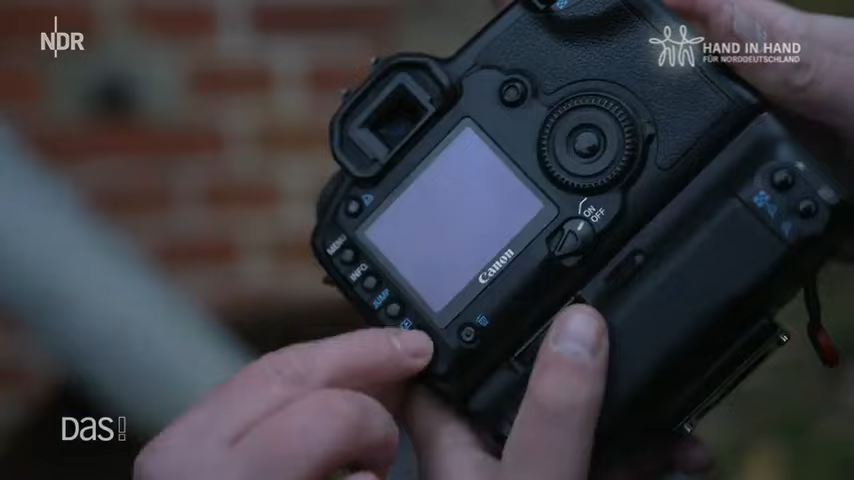 NDR
HAND IN HAND
FÜR NORDDEUTSCHLAND
ON
OFF
MENU
INFO.
JUMP
Canon
DAS!